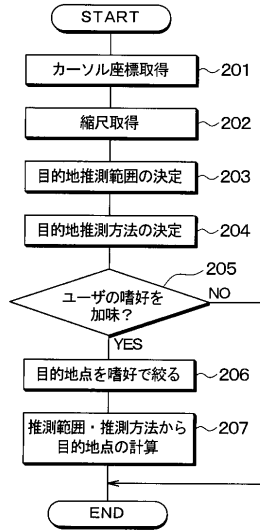 START
カーソル座標取得
201
縮尺取得
202
目的地推測範囲の決定
203
目的地推測方法の決定
204
205
ユーザの嗜好を
加味？
NO
YES
目的地点を嗜好で絞る
206
推測範囲・推測方法から
目的地点の計算
207
END